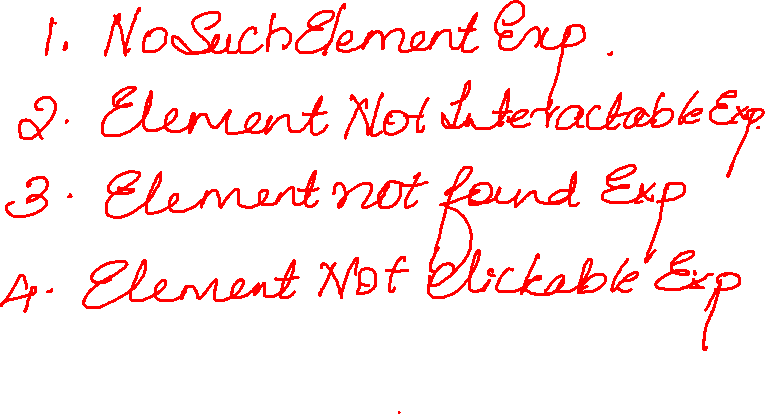 1. NoSuchElement Exp.
2. Element Not Interactable Exp.
3. Element not found Exp
4. Element Not Clickable Exp